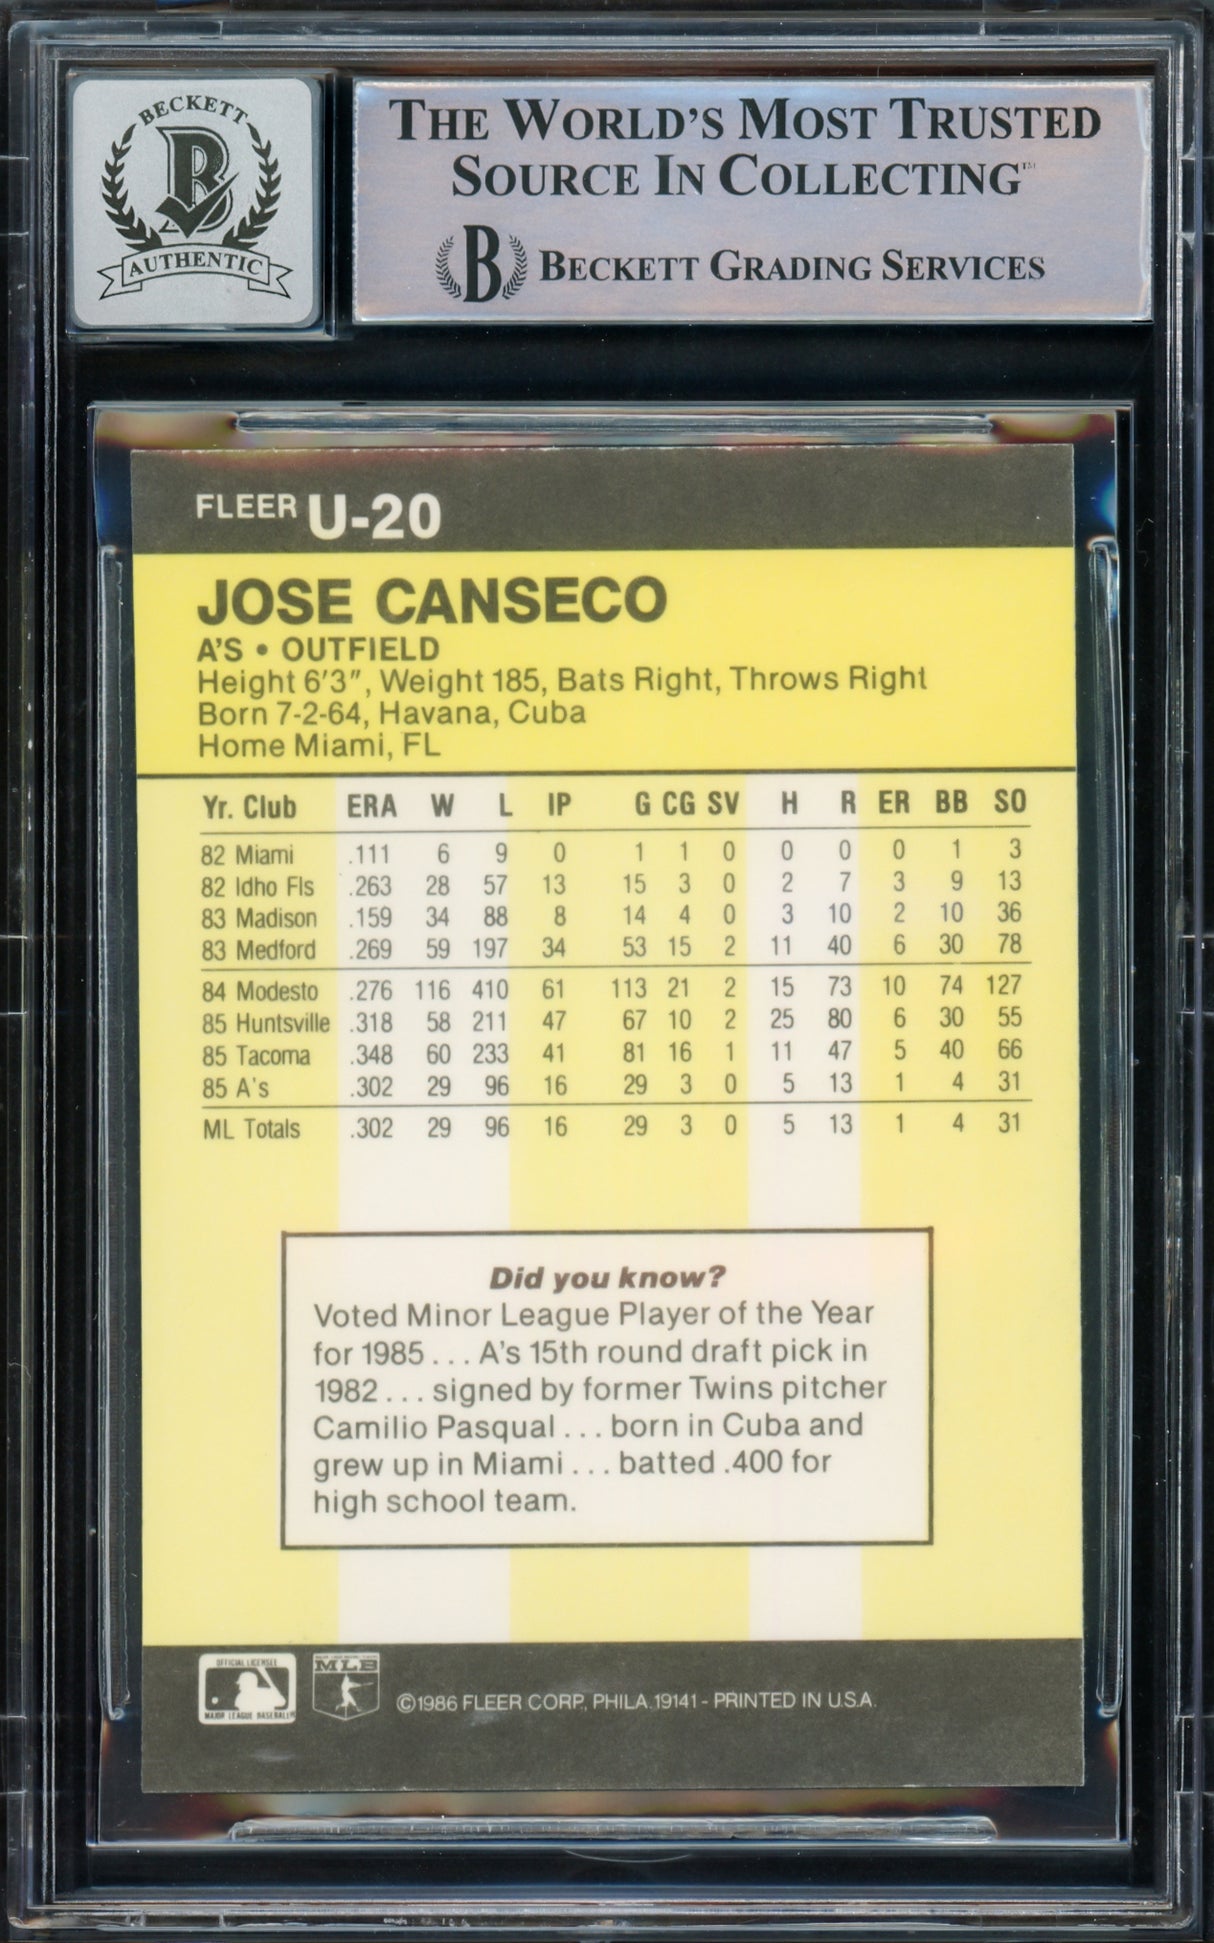 BECKETT
B
AUTHENTIC
THE WORLD'S MOST TRUSTED
SOURCE IN COLLECTING™
B BECKETT GRADING SERVICES
FLEER U-20
JOSE CANSECO
A'S • OUTFIELD
Height 6'3", Weight 185, Bats Right, Throws Right
Born 7-2-64, Havana, Cuba
Home Miami, FL
Yr. Club ERA W L IP G CG SV H R ER BB SO
82 Miami .111 6 9 0 1 1 0 0 0 0 1 3
82 Idho Fls .263 28 57 13 15 3 0 2 7 3 9 13
83 Madison .159 34 88 8 14 4 0 3 10 2 10 36
83 Medford .269 59 197 34 53 15 2 11 40 6 30 78
84 Modesto .276 116 410 61 113 21 2 15 73 10 74 127
85 Huntsville .318 58 211 47 67 10 2 25 80 6 30 55
85 Tacoma .348 60 233 41 81 16 1 11 47 5 40 66
85 A's .302 29 96 16 29 3 0 5 13 1 4 31
ML Totals .302 29 96 16 29 3 0 5 13 1 4 31
Did you know?
Voted Minor League Player of the Year
for 1985 ... A's 15th round draft pick in
1982 ... signed by former Twins pitcher
Camilio Pasqual ... born in Cuba and
grew up in Miami ... batted .400 for
high school team.
OFFICIAL LICENSEE
MAJOR LEAGUE BASEBALL
MLB
©1986 FLEER CORP., PHILA. 19141 - PRINTED IN U.S.A.